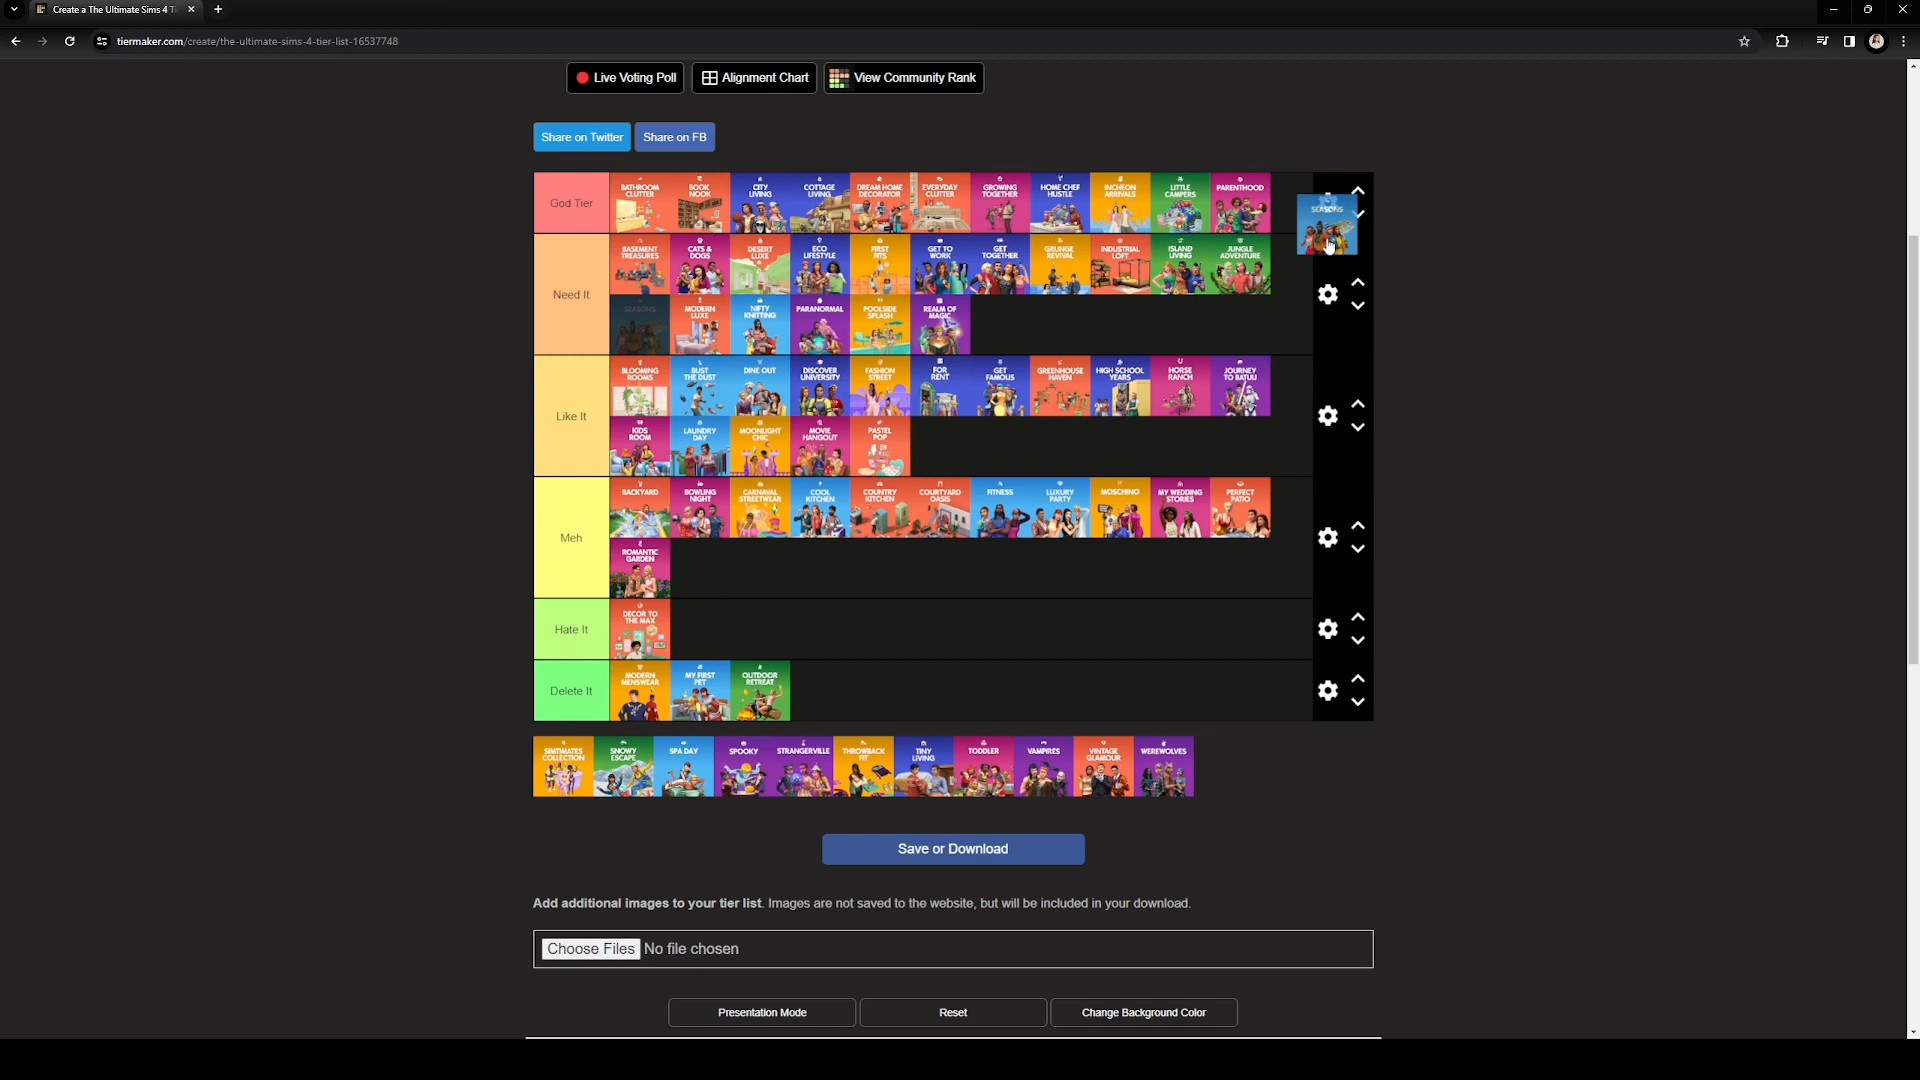 Create a The Ultimate Sims 4 Ti
tiermaker.com/create/the-ultimate-sims-4-tier-list-16537748
Live Voting Poll
Alignment Chart
View Community Rank
Share on Twitter
Share on FB
God Tier
BATHROOM CLUTTER
BOOK NOOK
CITY LIVING
COTTAGE LIVING
DREAM HOME DECORATOR
EVERYDAY CLUTTER
GROWING TOGETHER
HOME CHEF HUSTLE
INCHEON ARRIVALS
LITTLE CAMPERS
PARENTHOOD
SEASONS
Need It
BASEMENT TREASURES
CATS & DOGS
DESERT LUXE
ECO LIFESTYLE
FIRST FITS
GET TO WORK
GET TOGETHER
GRUNGE REVIVAL
INDUSTRIAL LOFT
ISLAND LIVING
JUNGLE ADVENTURE
SEASONS
MODERN LUXE
NIFTY KNITTING
PARANORMAL
POOLSIDE SPLASH
REALM OF MAGIC
Like It
BLOOMING ROOMS
BUST THE DUST
DINE OUT
DISCOVER UNIVERSITY
FASHION STREET
FOR RENT
GET FAMOUS
GREENHOUSE HAVEN
HIGH SCHOOL YEARS
HORSE RANCH
JOURNEY TO BATUU
KIDS ROOM
LAUNDRY DAY
MOONLIGHT CHIC
MOVIE HANGOUT
PASTEL POP
Meh
BACKYARD
BOWLING NIGHT
CARNAVAL STREETWEAR
COOL KITCHEN
COUNTRY KITCHEN
COURTYARD OASIS
FITNESS
LUXURY PARTY
MOSCHINO
MY WEDDING STORIES
PERFECT PATIO
ROMANTIC GARDEN
Hate It
DECOR TO THE MAX
Delete It
MODERN MENSWEAR
MY FIRST PET
OUTDOOR RETREAT
SIMTIMATES COLLECTION
SNOWY ESCAPE
SPA DAY
SPOOKY
STRANGERVILLE
THROWBACK FIT
TINY LIVING
TODDLER
VAMPIRES
VINTAGE GLAMOUR
WEREWOLVES
Save or Download
Add additional images to your tier list. Images are not saved to the website, but will be included in your download.
Choose Files No file chosen
Presentation Mode
Reset
Change Background Color